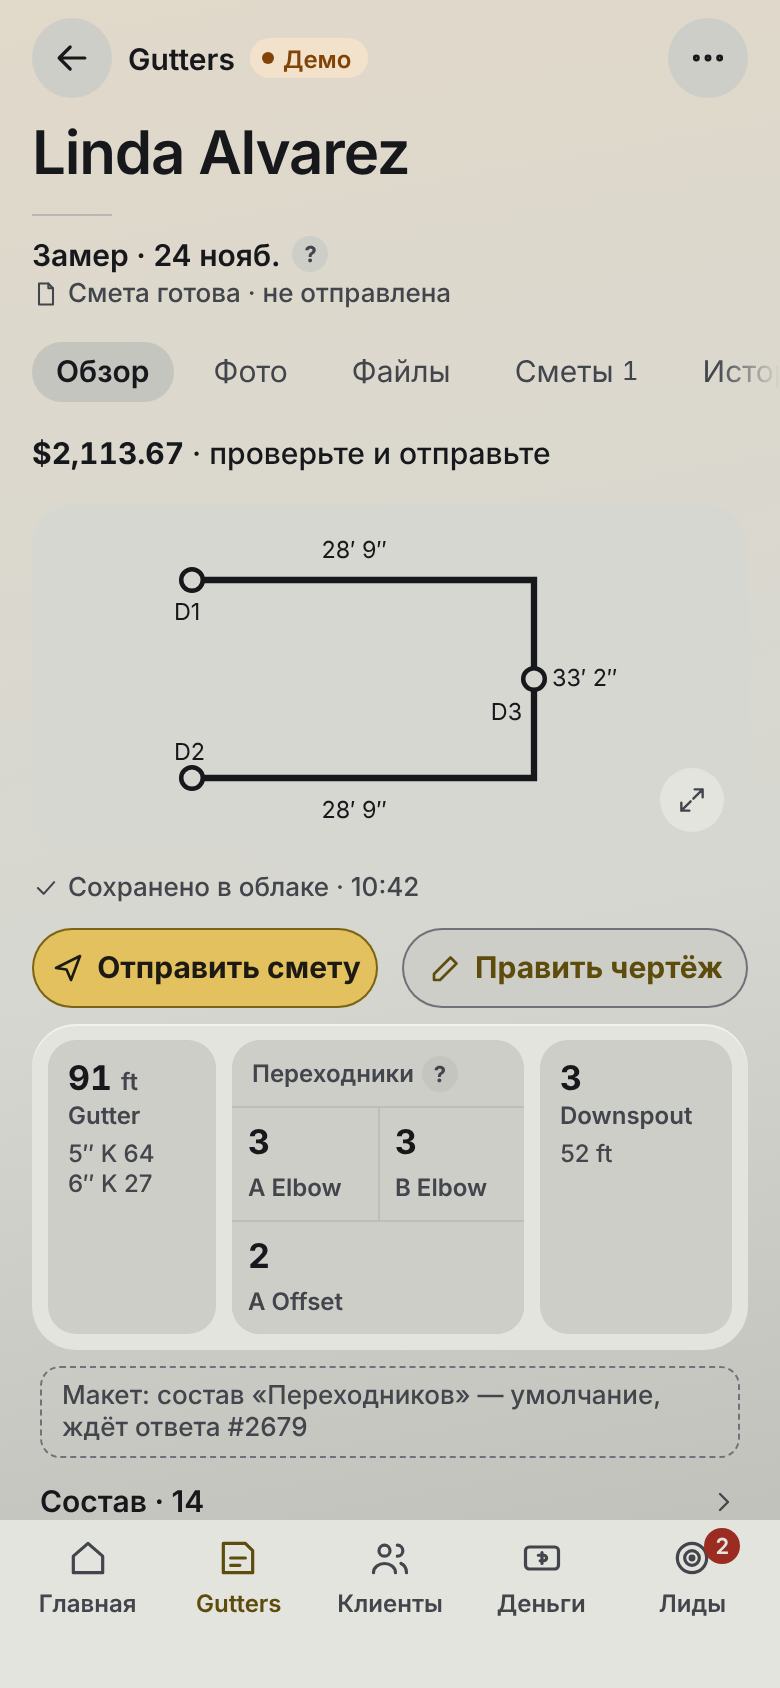 Gutters
Демо
Linda Alvarez
Замер · 24 нояб. ?
Смета готова · не отправлена
Обзор Фото Файлы Сметы 1 Исто
$2,113.67 · проверьте и отправьте
28′ 9″
D1
33′ 2″
D3
D2
28′ 9″
Сохранено в облаке · 10:42
Отправить смету
Править чертёж
91 ft
Gutter
5″ K 64
6″ K 27
Переходники ?
3
A Elbow
3
B Elbow
2
A Offset
3
Downspout
52 ft
Макет: состав «Переходников» — умолчание,
ждёт ответа #2679
Состав · 14
2
Главная Gutters Клиенты Деньги Лиды